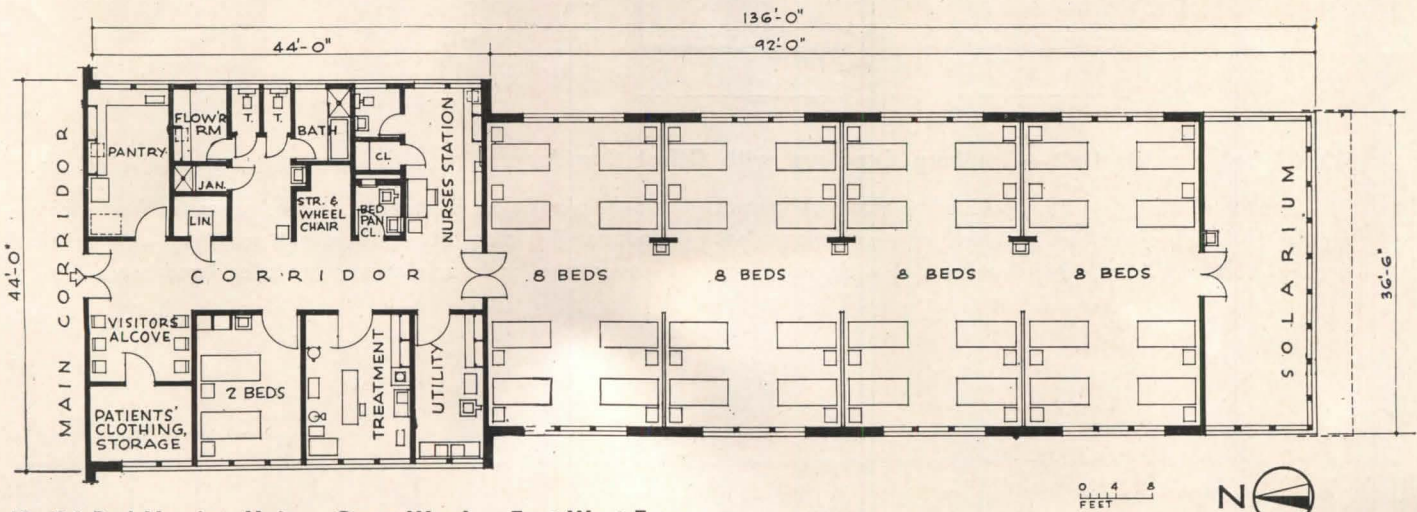 136'-0"
44'-0"
92'-0"
44'-0"
MAIN CORRIDOR
PANTRY
FLOW'R
RM
T.
T.
BATH
JAN.
LIN.
STR. &
WHEEL
CHAIR
CL
BED
PAN
CL.
NURSES STATION
CORRIDOR
8 BEDS
8 BEDS
8 BEDS
8 BEDS
SOLARIUM
36'-6"
VISITORS
ALCOVE
PATIENTS'
CLOTHING,
STORAGE
2 BEDS
TREATMENT
UTILITY
0 4 8
FEET
N